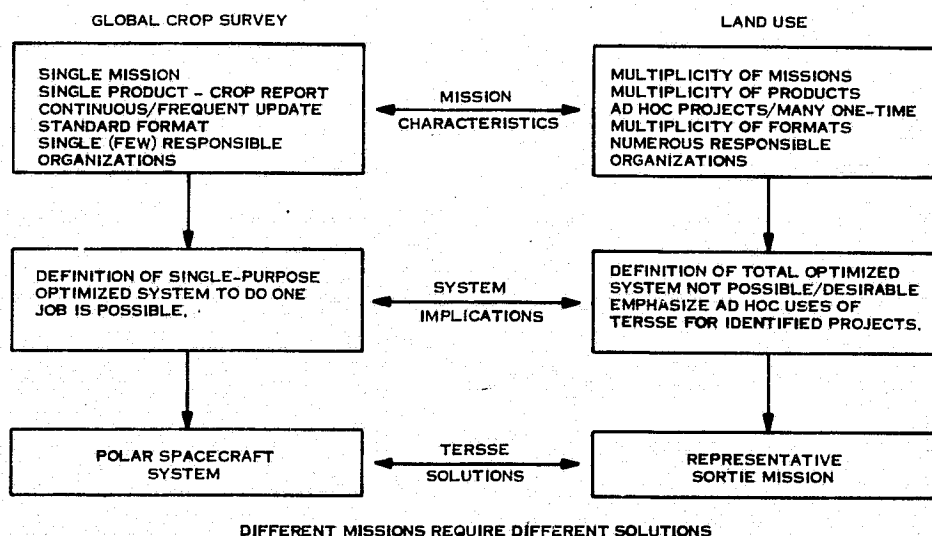 GLOBAL CROP SURVEY
SINGLE MISSION
SINGLE PRODUCT – CROP REPORT
CONTINUOUS/FREQUENT UPDATE
STANDARD FORMAT
SINGLE (FEW) RESPONSIBLE
ORGANIZATIONS
MISSION
CHARACTERISTICS
LAND USE
MULTIPLICITY OF MISSIONS
MULTIPLICITY OF PRODUCTS
AD HOC PROJECTS/MANY ONE-TIME
MULTIPLICITY OF FORMATS
NUMEROUS RESPONSIBLE
ORGANIZATIONS
DEFINITION OF SINGLE-PURPOSE
OPTIMIZED SYSTEM TO DO ONE
JOB IS POSSIBLE.
SYSTEM
IMPLICATIONS
DEFINITION OF TOTAL OPTIMIZED
SYSTEM NOT POSSIBLE/DESIRABLE
EMPHASIZE AD HOC USES OF
TERSSE FOR IDENTIFIED PROJECTS.
POLAR SPACECRAFT
SYSTEM
TERSSE
SOLUTIONS
REPRESENTATIVE
SORTIE MISSION
DIFFERENT MISSIONS REQUIRE DIFFERENT SOLUTIONS